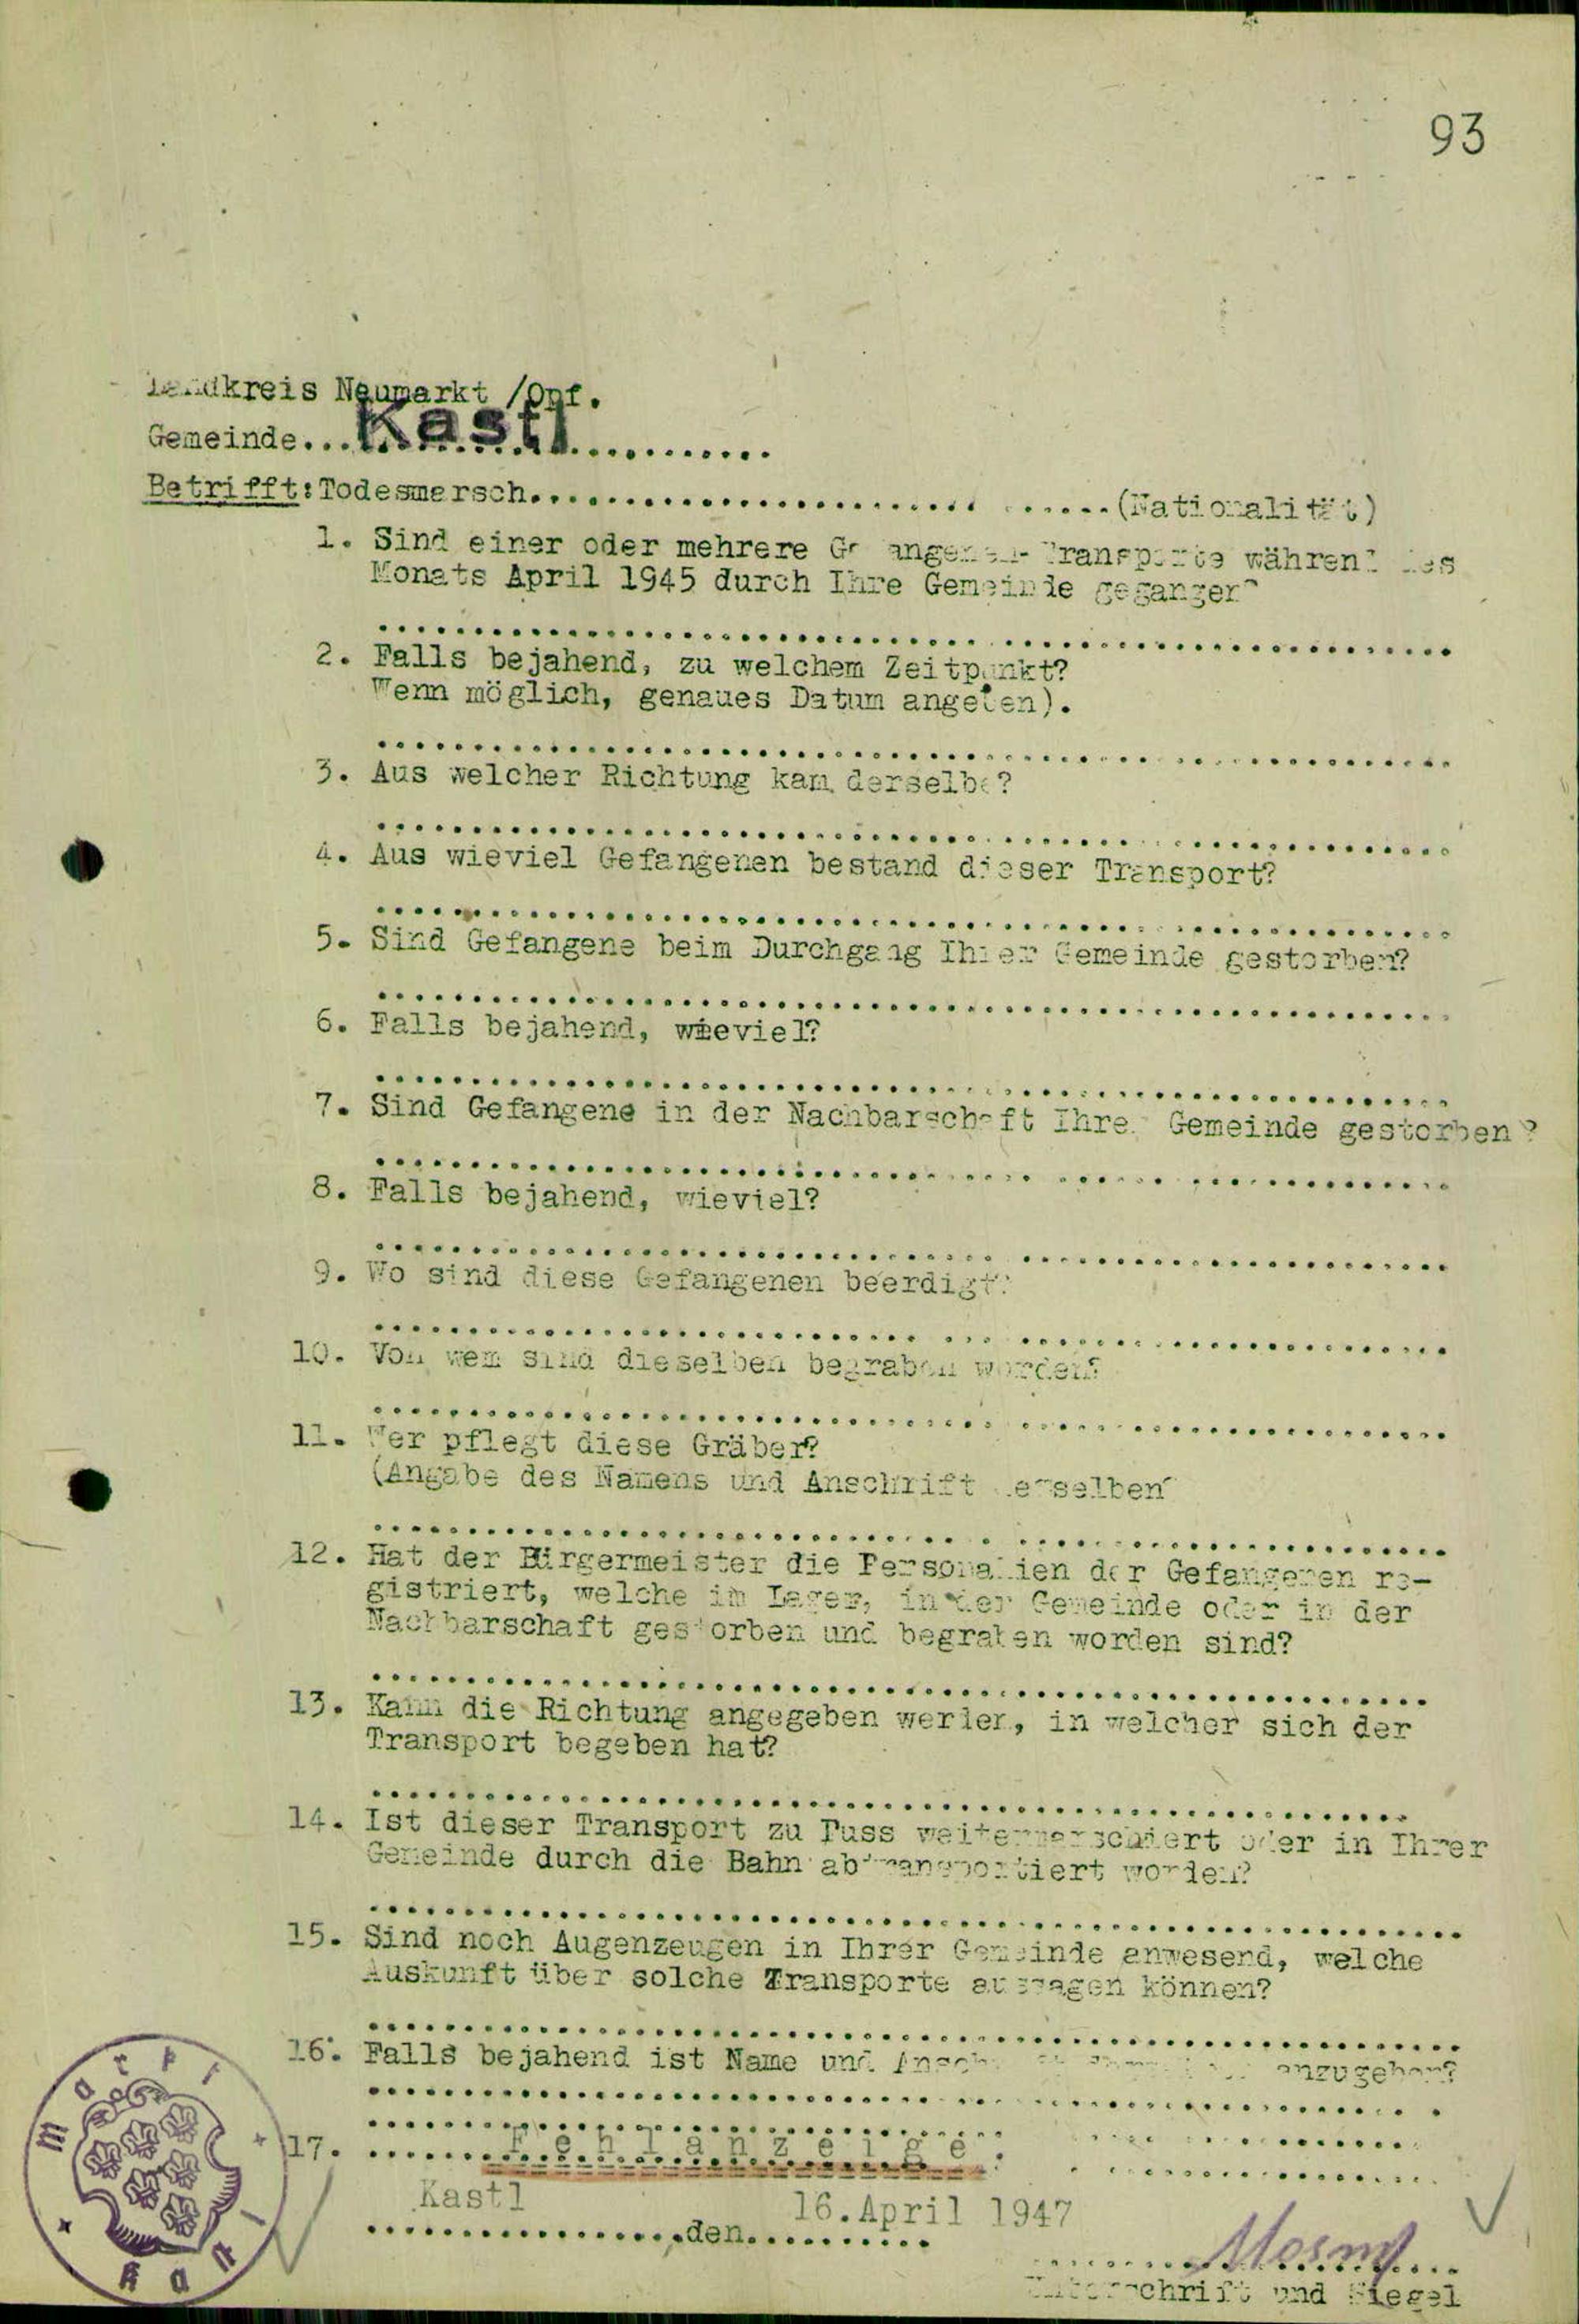 93
Landkreis Neumarkt /Opf.
Gemeinde...Kastl............
Betrifft:Todesmarsch..............................(Nationalität)
1. Sind einer oder mehrere Gefangenen-Transporte während des
Monats April 1945 durch Ihre Gemeinde gegangen?
2. Falls bejahend, zu welchem Zeitpunkt?
Wenn möglich, genaues Datum angeben).
3. Aus welcher Richtung kam derselbe?
4. Aus wieviel Gefangenen bestand dieser Transport?
5. Sind Gefangene beim Durchgang Ihrer Gemeinde gestorben?
6. Falls bejahend, wieviel?
7. Sind Gefangene in der Nachbarschaft Ihrer Gemeinde gestorben?
8. Falls bejahend, wieviel?
9. Wo sind diese Gefangenen beerdigt?
10. Von wem sind dieselben begraben worden?
11. Wer pflegt diese Gräber?
(Angabe des Namens und Anschrift derselben
12. Hat der Bürgermeister die Personalien der Gefangenen re-
gistriert, welche im Lager, in der Gemeinde oder in der
Nachbarschaft gestorben und begraben worden sind?
13. Kann die Richtung angegeben werden, in welcher sich der
Transport begeben hat?
14. Ist dieser Transport zu Fuss weitermarschiert oder in Ihrer
Gemeinde durch die Bahn abtransportiert worden?
15. Sind noch Augenzeugen in Ihrer Gemeinde anwesend, welche
Auskunft über solche Transporte aussagen können?
16. Falls bejahend ist Name und anzugeben?
17. F e h l a n z e i g e .
Kastl 16.April 1947
.................den..........
Unterschrift und Siegel
Markt Kastl